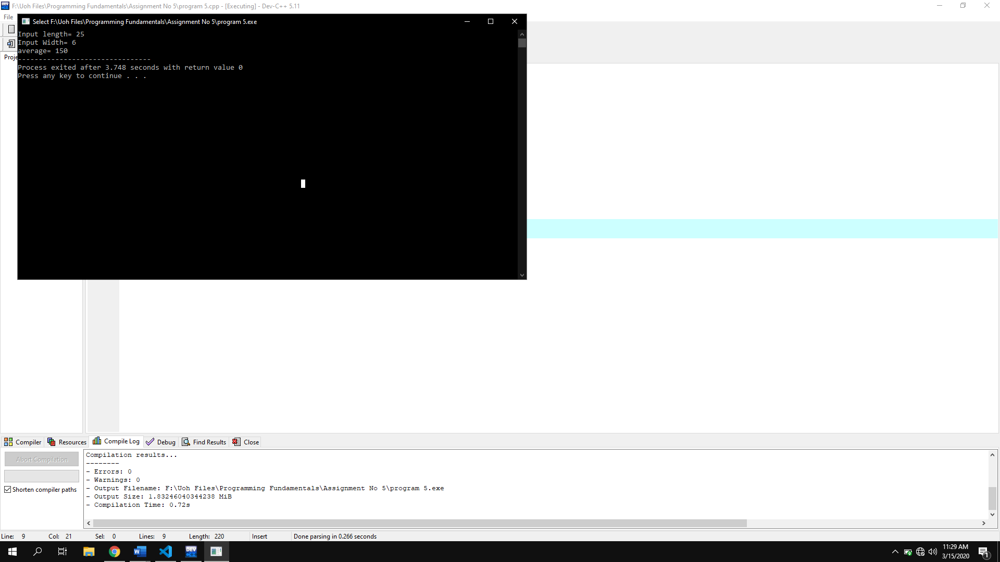 F:\Uoh Files\Programming Fundamentals\Assignment No 5\program 5.cpp - [Executing] - Dev-C++ 5.11
File
Select F:\Uoh Files\Programming Fundamentals\Assignment No 5\program 5.exe
Input length= 25
Input Width= 6
average= 150
--------------------------------
Process exited after 3.748 seconds with return value 0
Press any key to continue . . .
Proje
Compiler Resources Compile Log Debug Find Results Close
Abort Compilation
Shorten compiler paths
Compilation results...
--------
- Errors: 0
- Warnings: 0
- Output Filename: F:\Uoh Files\Programming Fundamentals\Assignment No 5\program 5.exe
- Output Size: 1.83246040344238 MiB
- Compilation Time: 0.72s
Line: 9 Col: 21 Sel: 0 Lines: 9 Length: 220 Insert Done parsing in 0.266 seconds
DEV
11:29 AM
3/15/2020
1